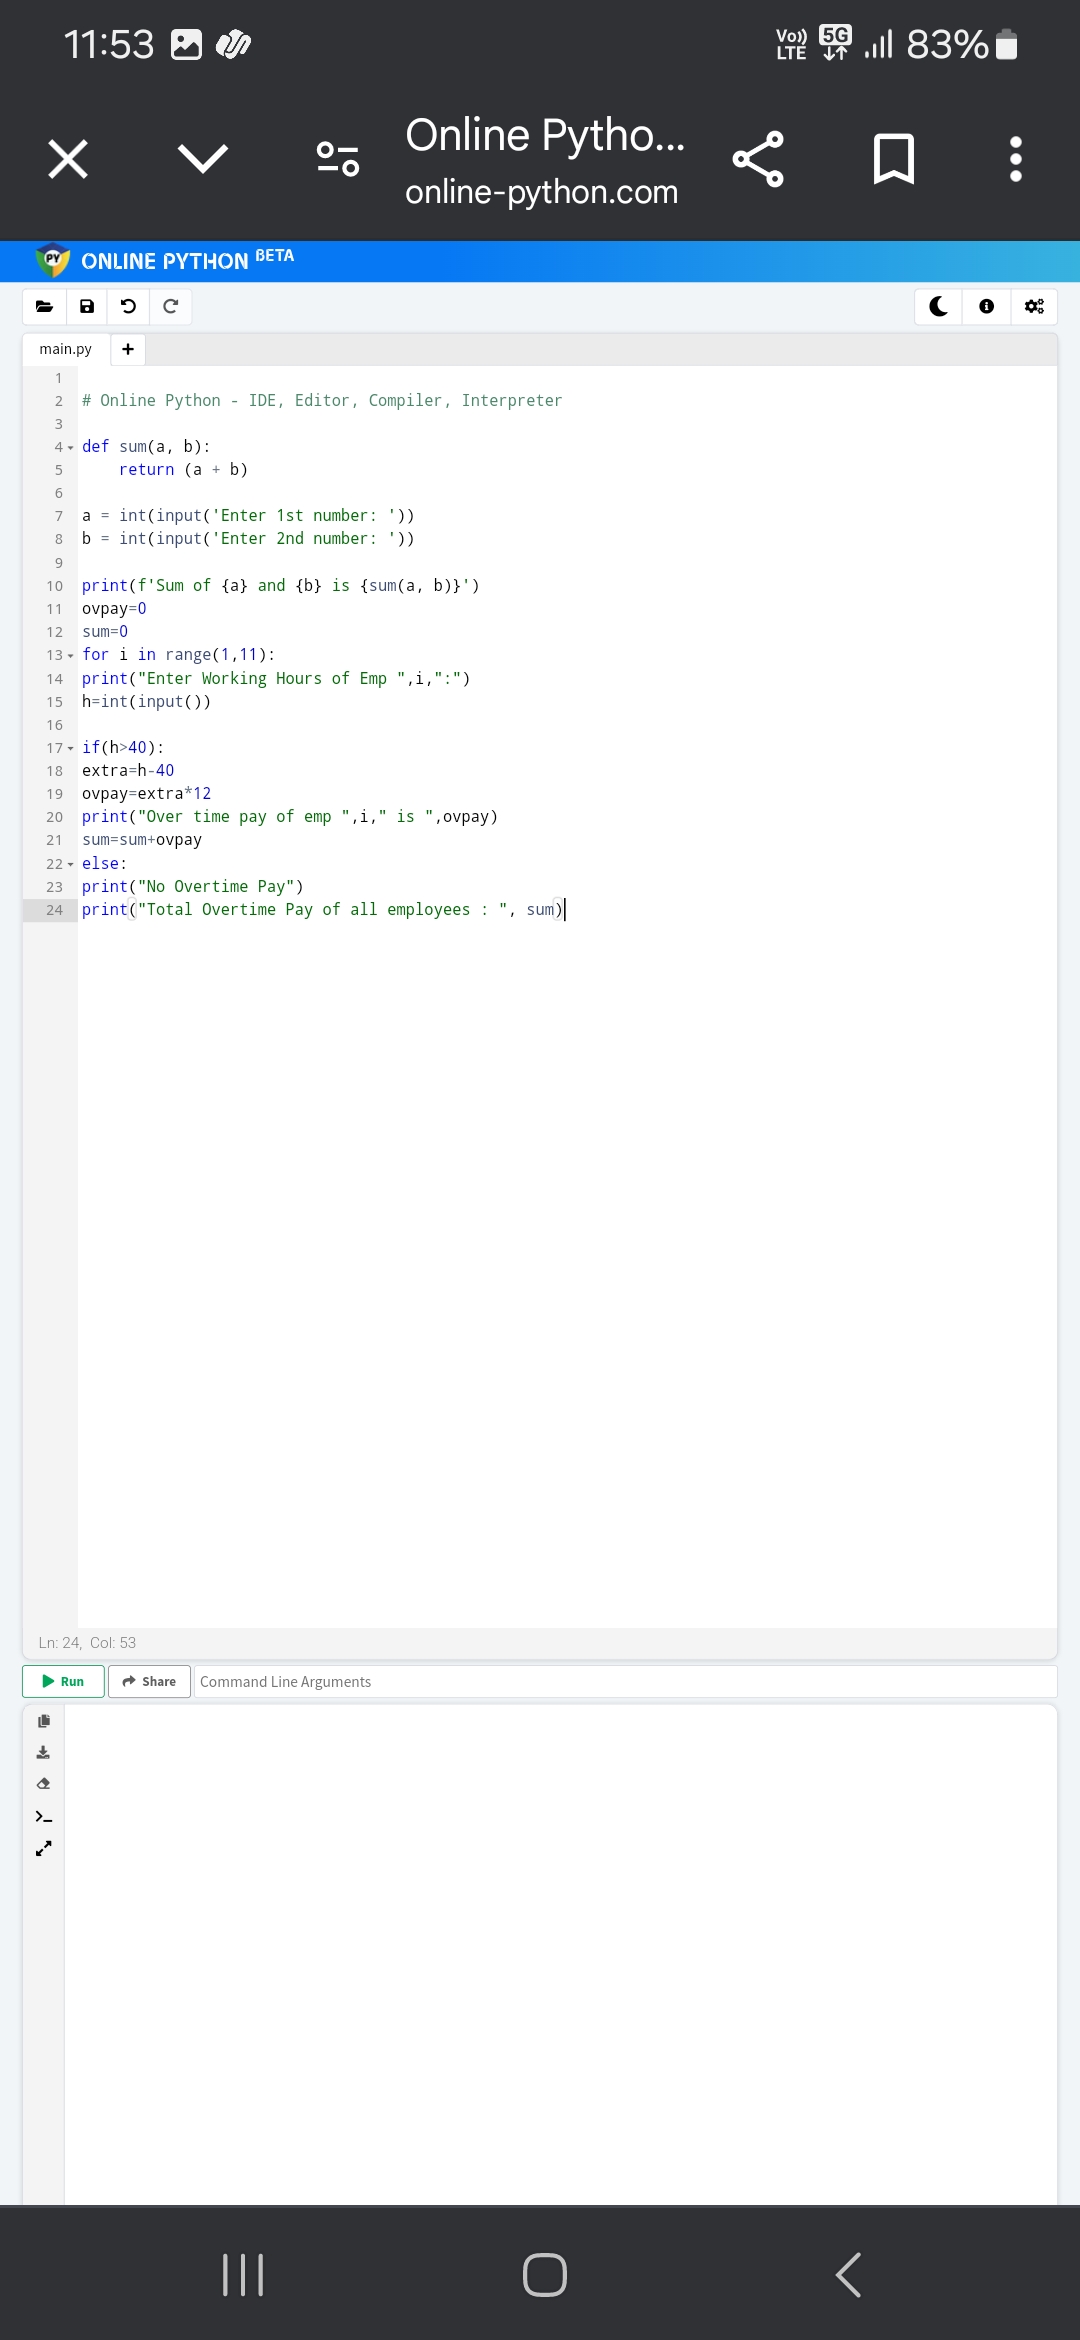 11:53 Vo)) LTE 5G 83%
Online Pytho...
online-python.com
PY ONLINE PYTHON BETA
main.py +
1
2 # Online Python - IDE, Editor, Compiler, Interpreter
3
4 def sum(a, b):
5     return (a + b)
6
7 a = int(input('Enter 1st number: '))
8 b = int(input('Enter 2nd number: '))
9
10 print(f'Sum of {a} and {b} is {sum(a, b)}')
11 ovpay=0
12 sum=0
13 for i in range(1,11):
14 print("Enter Working Hours of Emp ",i,":")
15 h=int(input())
16
17 if(h>40):
18 extra=h-40
19 ovpay=extra*12
20 print("Over time pay of emp ",i," is ",ovpay)
21 sum=sum+ovpay
22 else:
23 print("No Overtime Pay")
24 print("Total Overtime Pay of all employees : ", sum)
Ln: 24, Col: 53
Run Share Command Line Arguments